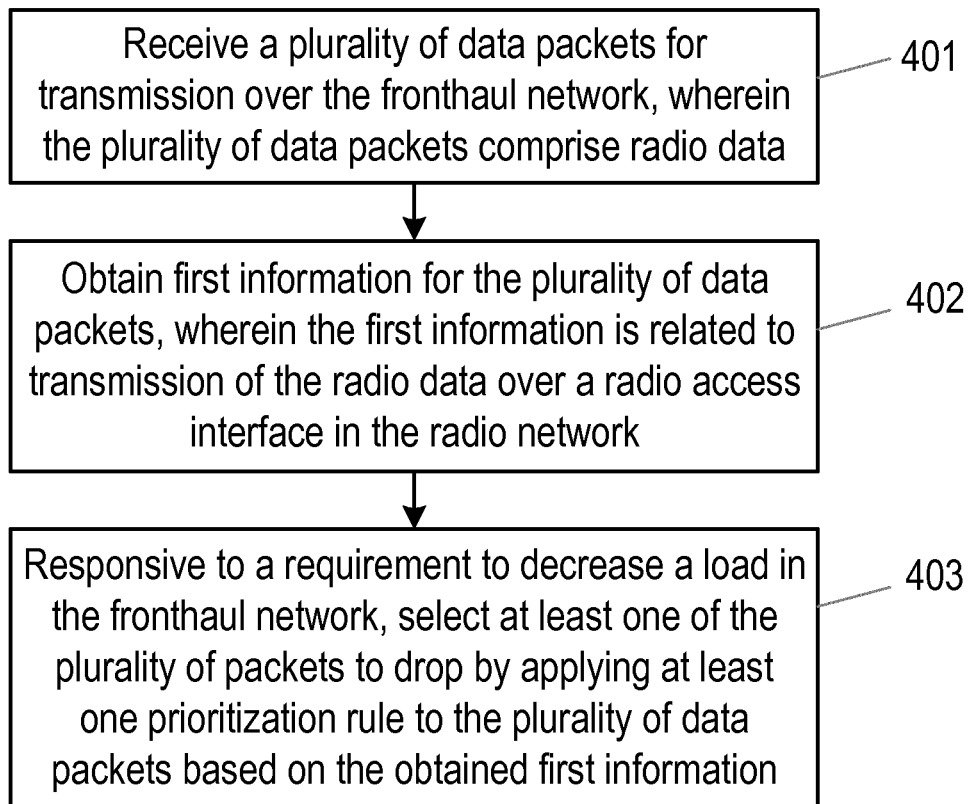 Receive a plurality of data packets for
transmission over the fronthaul network, wherein
the plurality of data packets comprise radio data
401
Obtain first information for the plurality of data
packets, wherein the first information is related to
transmission of the radio data over a radio access
interface in the radio network
402
Responsive to a requirement to decrease a load in
the fronthaul network, select at least one of the
plurality of packets to drop by applying at least
one prioritization rule to the plurality of data
packets based on the obtained first information
403